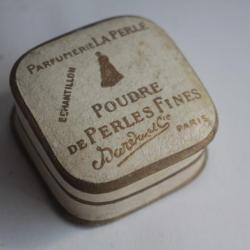 PARFUMERIE LA PERLE
ECHANTILLON
POUDRE
DE PERLES FINES
PARIS